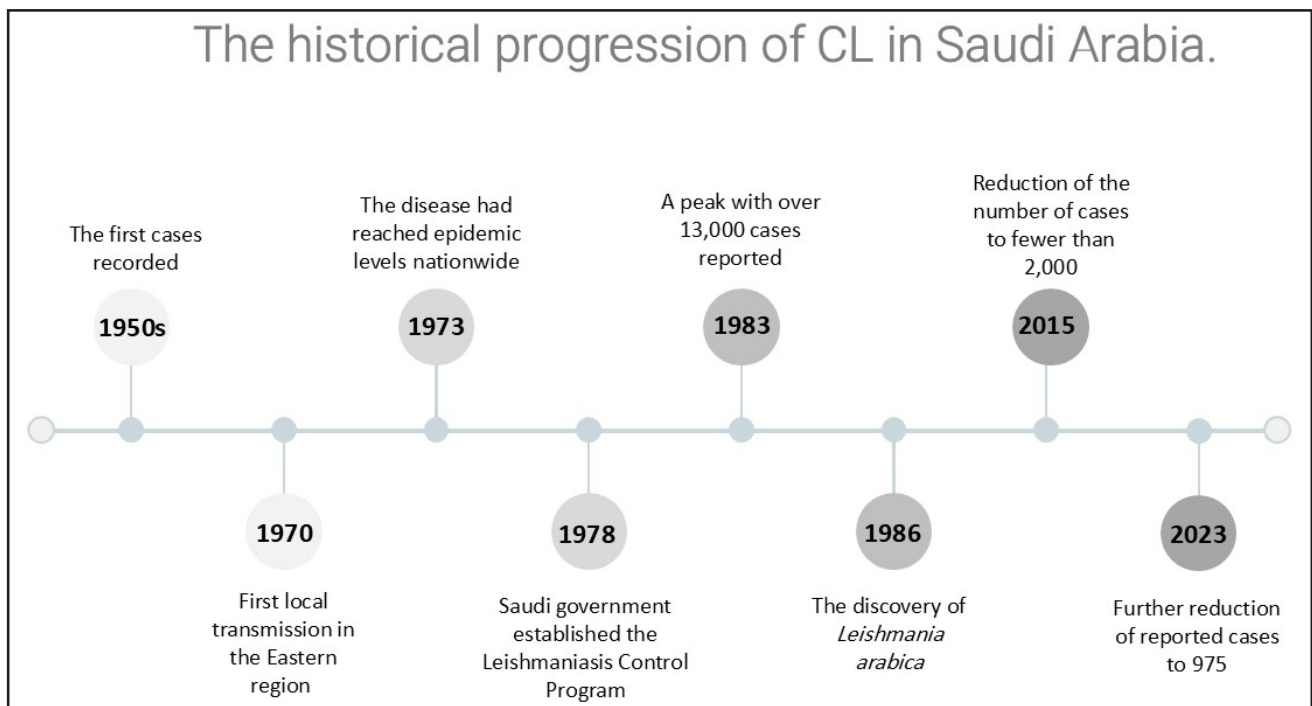 The historical progression of CL in Saudi Arabia.
The first cases
recorded
1950s
1970
First local
transmission in
the Eastern
region
The disease had
reached epidemic
levels nationwide
1973
1978
Saudi government
established the
Leishmaniasis Control
Program
A peak with over
13,000 cases
reported
1983
1986
The discovery of
Leishmania
arabica
Reduction of the
number of cases
to fewer than
2,000
2015
2023
Further reduction
of reported cases
to 975